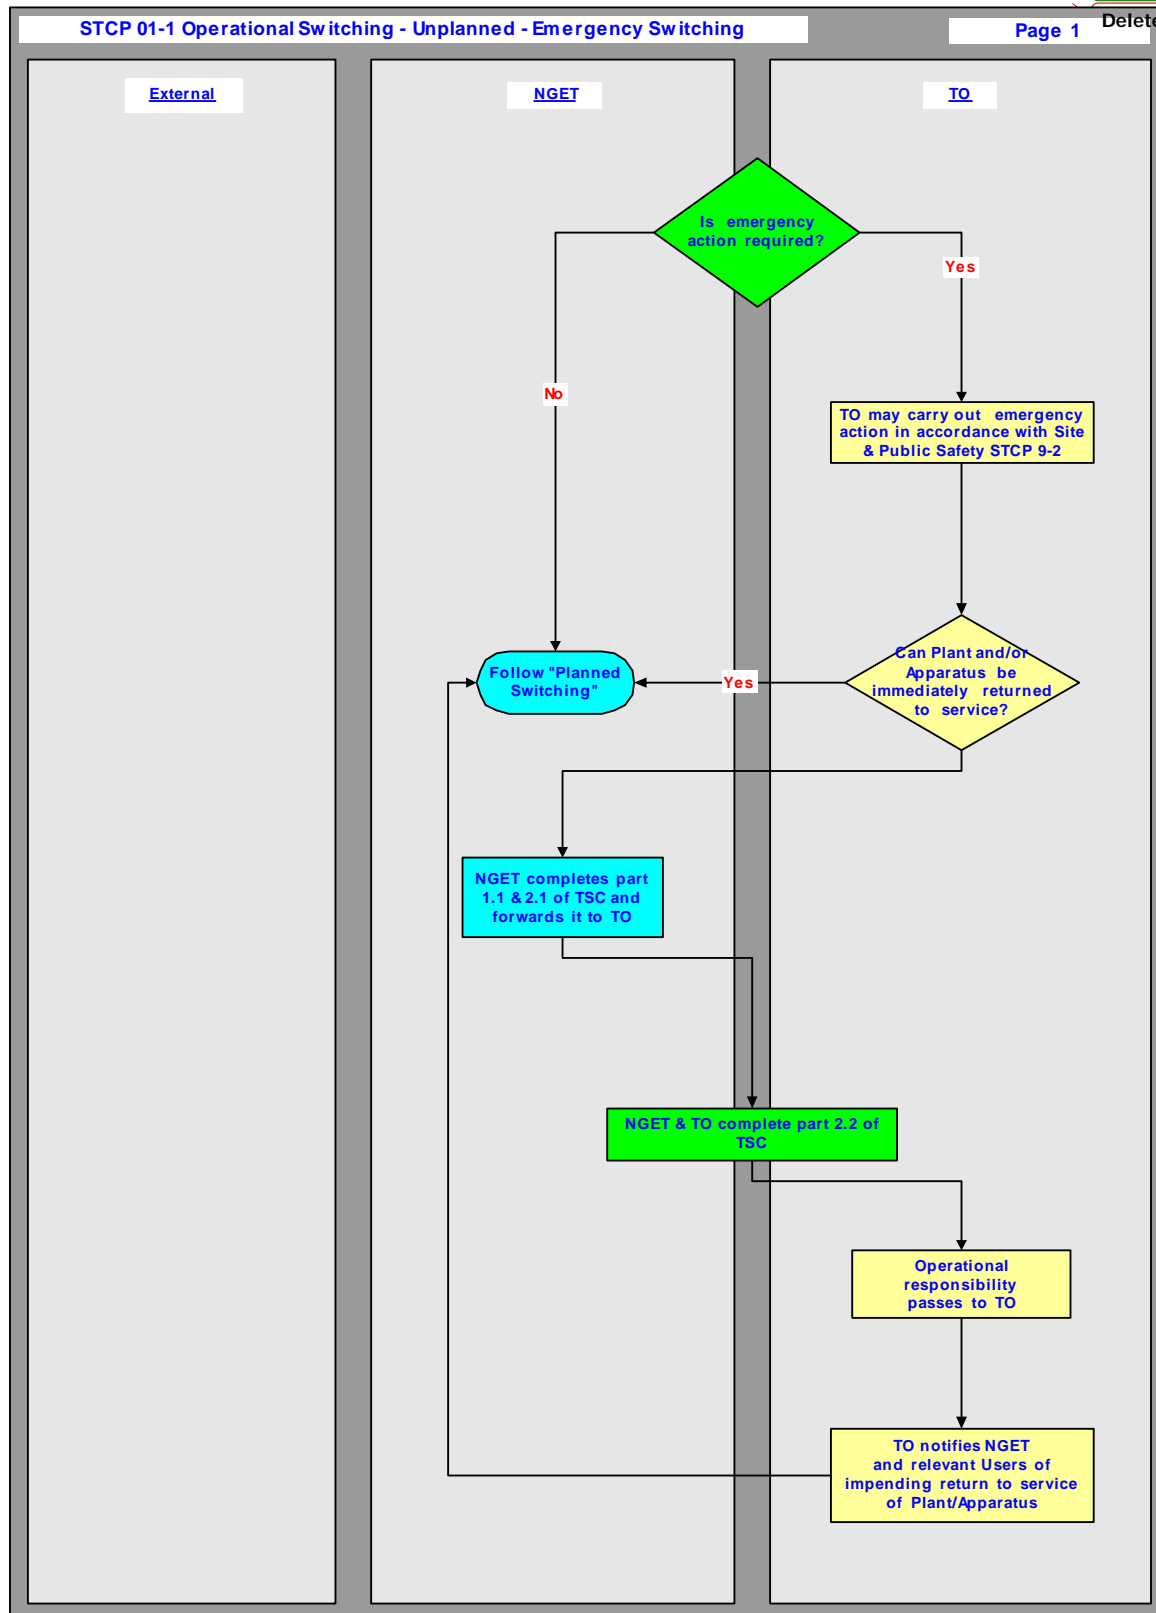 STCP 01-1 Operational Switching - Unplanned - Emergency Switching
Page 1
Delete
External
NGET
TO
Is emergency
action required?
Yes
No
TO may carry out emergency
action in accordance with Site
& Public Safety STCP 9-2
Can Plant and/or
Apparatus be
immediately returned
to service?
Yes
Follow "Planned
Switching"
NGET completes part
1.1 & 2.1 of TSC and
forwards it to TO
NGET & TO complete part 2.2 of
TSC
Operational
responsibility
passes to TO
TO notifies NGET
and relevant Users of
impending return to service
of Plant/Apparatus